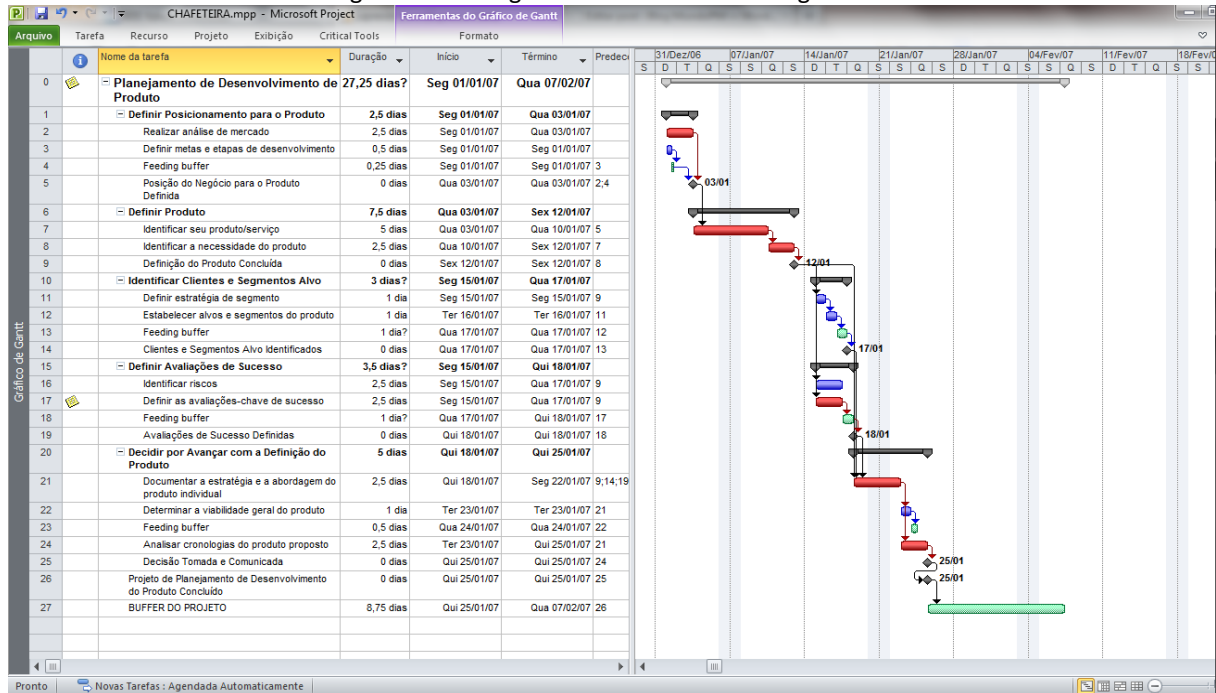 CHAFETEIRA.mpp - Microsoft Project
Ferramentas do Gráfico de Gantt
Arquivo Tarefa Recurso Projeto Exibição Critical Tools Formato
Nome da tarefa Duração Início Término Predeci
31/Dez/06 07/Jan/07 14/Jan/07 21/Jan/07 28/Jan/07 04/Fev/07 11/Fev/07 18/Fev/0
S D T Q S S Q S D T Q S S Q S D T Q S S Q S D T Q S S
0 Planejamento de Desenvolvimento de 27,25 dias? Seg 01/01/07 Qua 07/02/07
Produto
1 Definir Posicionamento para o Produto 2,5 dias Seg 01/01/07 Qua 03/01/07
2 Realizar análise de mercado 2,5 dias Seg 01/01/07 Qua 03/01/07
3 Definir metas e etapas de desenvolvimento 0,5 dias Seg 01/01/07 Seg 01/01/07
4 Feeding buffer 0,25 dias Seg 01/01/07 Seg 01/01/07 3
5 Posição do Negócio para o Produto 0 dias Qua 03/01/07 Qua 03/01/07 2;4
Definida
03/01
6 Definir Produto 7,5 dias Qua 03/01/07 Sex 12/01/07
7 Identificar seu produto/serviço 5 dias Qua 03/01/07 Qua 10/01/07 5
8 Identificar a necessidade do produto 2,5 dias Qua 10/01/07 Sex 12/01/07 7
9 Definição do Produto Concluída 0 dias Sex 12/01/07 Sex 12/01/07 8
12/01
10 Identificar Clientes e Segmentos Alvo 3 dias? Seg 15/01/07 Qua 17/01/07
11 Definir estratégia de segmento 1 dia Seg 15/01/07 Seg 15/01/07 9
12 Estabelecer alvos e segmentos do produto 1 dia Ter 16/01/07 Ter 16/01/07 11
13 Feeding buffer 1 dia? Qua 17/01/07 Qua 17/01/07 12
14 Clientes e Segmentos Alvo Identificados 0 dias Qua 17/01/07 Qua 17/01/07 13
17/01
15 Definir Avaliações de Sucesso 3,5 dias? Seg 15/01/07 Qui 18/01/07
16 Identificar riscos 2,5 dias Seg 15/01/07 Qua 17/01/07 9
17 Definir as avaliações-chave de sucesso 2,5 dias Seg 15/01/07 Qua 17/01/07 9
18 Feeding buffer 1 dia? Qua 17/01/07 Qui 18/01/07 17
19 Avaliações de Sucesso Definidas 0 dias Qui 18/01/07 Qui 18/01/07 18
18/01
20 Decidir por Avançar com a Definição do 5 dias Qui 18/01/07 Qui 25/01/07
Produto
21 Documentar a estratégia e a abordagem do 2,5 dias Qui 18/01/07 Seg 22/01/07 9;14;19
produto individual
22 Determinar a viabilidade geral do produto 1 dia Ter 23/01/07 Ter 23/01/07 21
23 Feeding buffer 0,5 dias Qua 24/01/07 Qua 24/01/07 22
24 Analisar cronologias do produto proposto 2,5 dias Ter 23/01/07 Qui 25/01/07 21
25 Decisão Tomada e Comunicada 0 dias Qui 25/01/07 Qui 25/01/07 24
25/01
26 Projeto de Planejamento de Desenvolvimento 0 dias Qui 25/01/07 Qui 25/01/07 25
do Produto Concluído
25/01
27 BUFFER DO PROJETO 8,75 dias Qui 25/01/07 Qua 07/02/07 26
Gráfico de Gantt
Pronto Novas Tarefas : Agendada Automaticamente